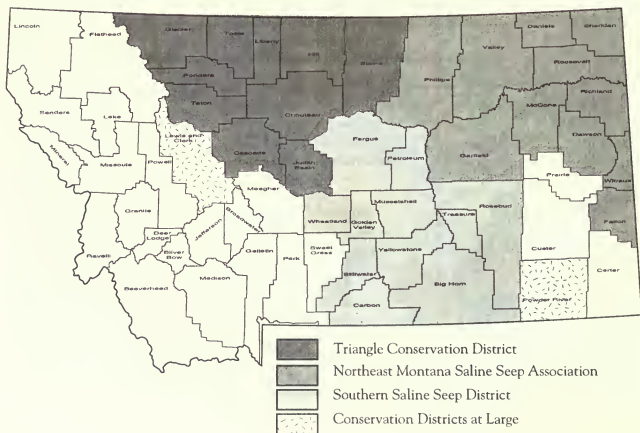 Lincoln
Flathead
Glacier
Toole
Liberty
Hill
Blaine
Phillips
Valley
Daniels
Sheridan
Roosevelt
Pondera
Teton
Chouteau
Richland
McCone
Sanders
Lake
Lewis and
Clark
Cascade
Judith
Basin
Fergus
Petroleum
Garfield
Dawson
Mineral
Missoula
Powell
Meagher
Prairie
Wibaux
Granite
Deer
Lodge
Jefferson
Broadwater
Wheatland
Golden
Valley
Musselshell
Treasure
Rosebud
Fallon
Ravalli
Silver
Bow
Gallatin
Park
Sweet
Grass
Stillwater
Yellowstone
Custer
Carter
Beaverhead
Madison
Carbon
Big Horn
Powder River
Triangle Conservation District
Northeast Montana Saline Seep Association
Southern Saline Seep District
Conservation Districts at Large